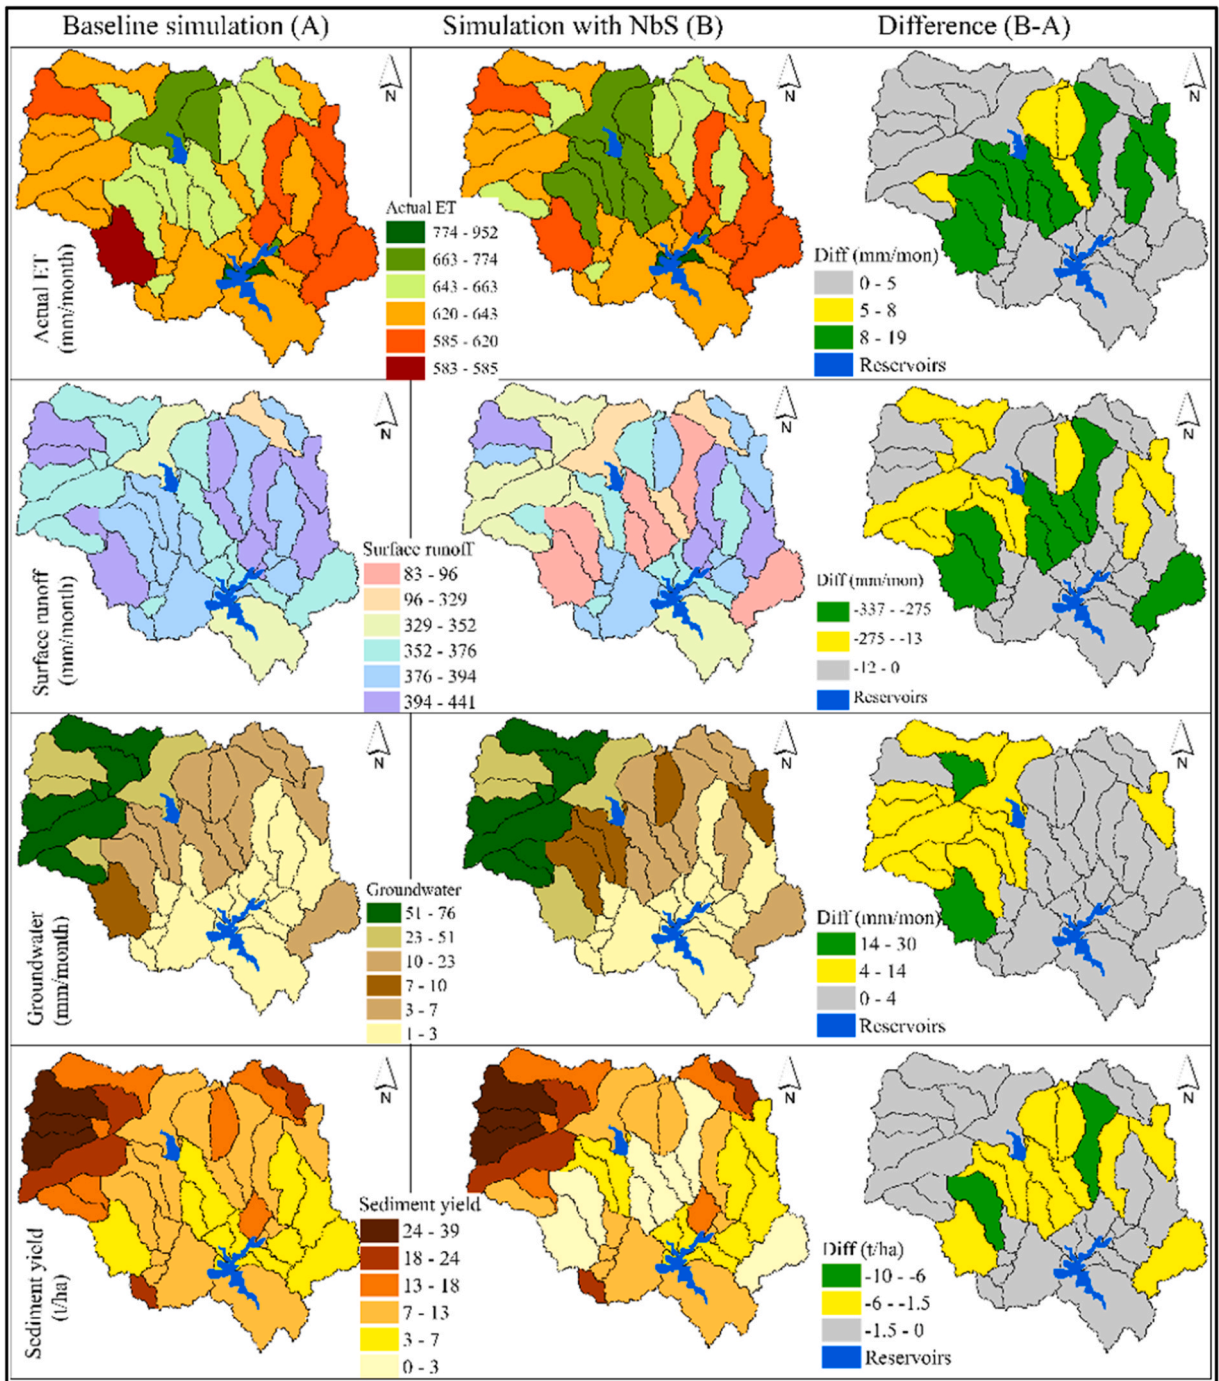 Baseline simulation (A)
Simulation with NbS (B)
Difference (B-A)
N
N
N
Actual ET
(mm/month)
Actual ET
774 - 952
663 - 774
643 - 663
620 - 643
585 - 620
583 - 585
Diff (mm/mon)
0 - 5
5 - 8
8 - 19
Reservoirs
N
N
N
Surface runoff
(mm/month)
Surface runoff
83 - 96
96 - 329
329 - 352
352 - 376
376 - 394
394 - 441
Diff (mm/mon)
-337 - -275
-275 - -13
-12 - 0
Reservoirs
N
N
N
Groundwater
(mm/month)
Groundwater
51 - 76
23 - 51
10 - 23
7 - 10
3 - 7
1 - 3
Diff (mm/mon)
14 - 30
4 - 14
0 - 4
Reservoirs
N
N
N
Sediment yield
(t/ha)
Sediment yield
24 - 39
18 - 24
13 - 18
7 - 13
3 - 7
0 - 3
Diff (t/ha)
-10 - -6
-6 - -1.5
-1.5 - 0
Reservoirs